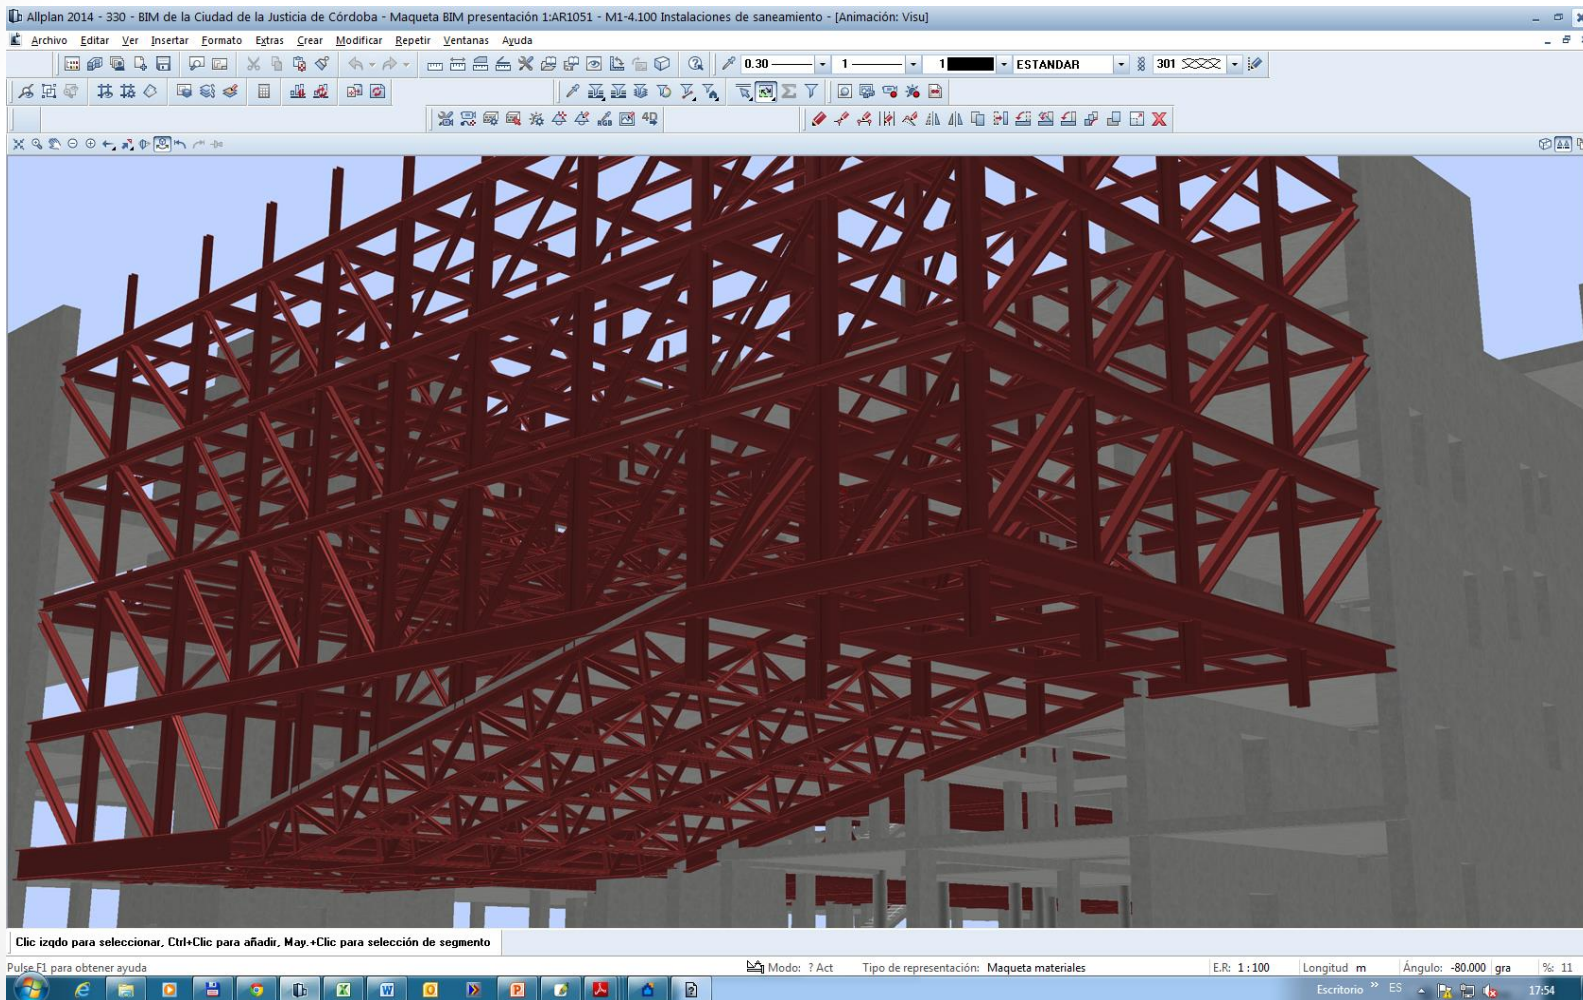 Allplan 2014 - 330 - BIM de la Ciudad de la Justicia de Córdoba - Maqueta BIM presentación 1:AR1051 - M1-4.100 Instalaciones de saneamiento - [Animación: Visu]
Archivo Editar Ver Insertar Formato Extras Crear Modificar Repetir Ventanas Ayuda
0.30 1 1 ESTANDAR 301
4D
Clic izqdo para seleccionar, Ctrl+Clic para añadir, May.+Clic para selección de segmento
Pulse F1 para obtener ayuda Modo: ? Act Tipo de representación: Maqueta materiales E.R: 1 : 100 Longitud m Ángulo: -80.000 gra %: 11
Escritorio » ES 17:54